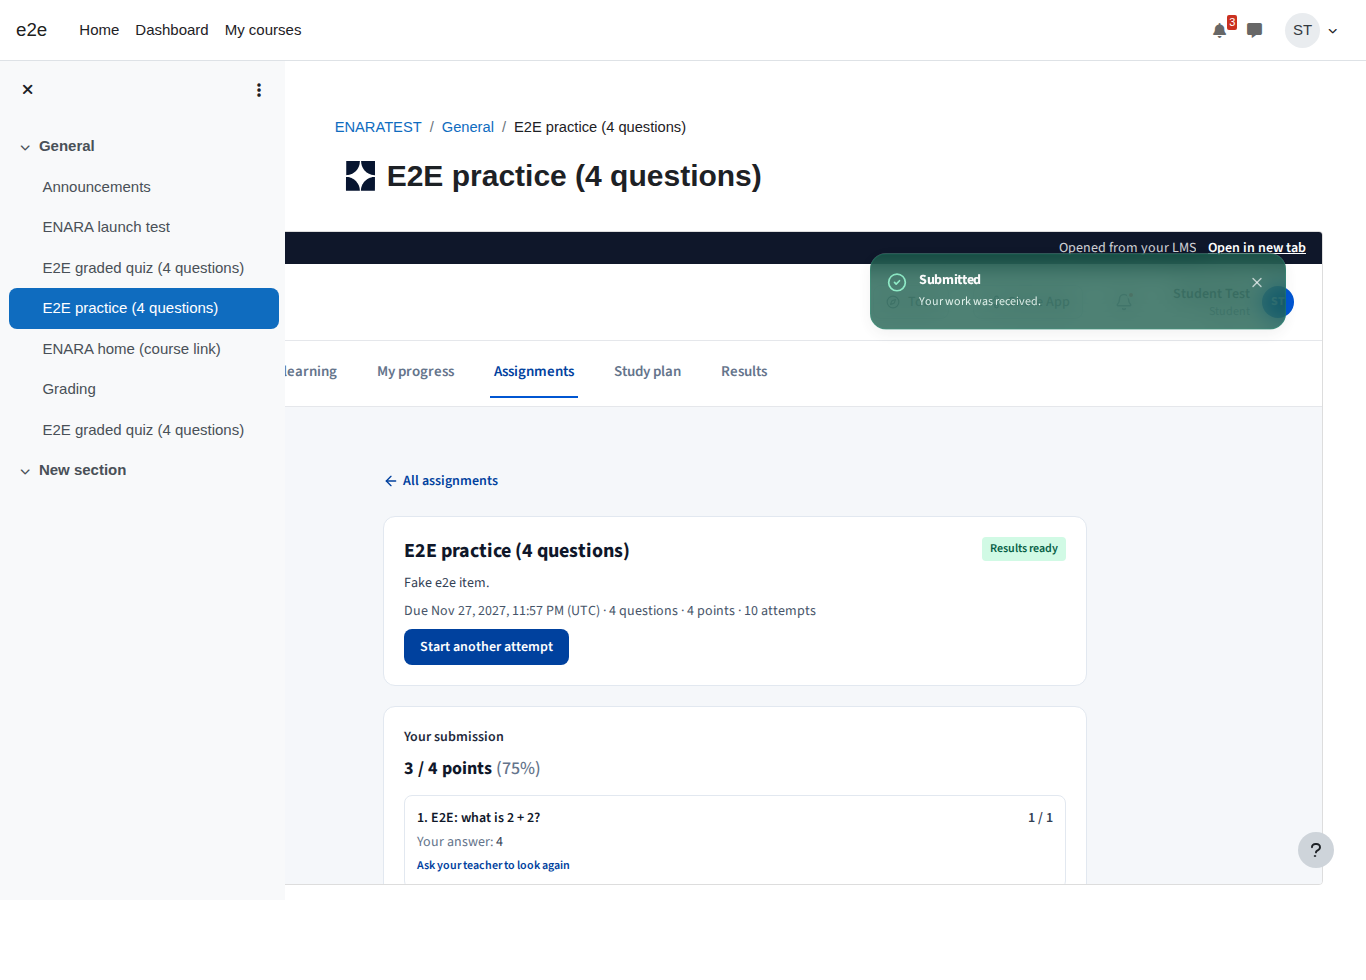 e2e
Home Dashboard My courses
3
ST
General
Announcements
ENARA launch test
E2E graded quiz (4 questions)
E2E practice (4 questions)
ENARA home (course link)
Grading
E2E graded quiz (4 questions)
New section
ENARATEST / General / E2E practice (4 questions)
E2E practice (4 questions)
Opened from your LMS Open in new tab
Submitted
Your work was received.
App
Student Test
Student
ST
learning My progress Assignments Study plan Results
All assignments
E2E practice (4 questions)
Results ready
Fake e2e item.
Due Nov 27, 2027, 11:57 PM (UTC) · 4 questions · 4 points · 10 attempts
Start another attempt
Your submission
3 / 4 points (75%)
1. E2E: what is 2 + 2? 1 / 1
Your answer: 4
Ask your teacher to look again
?